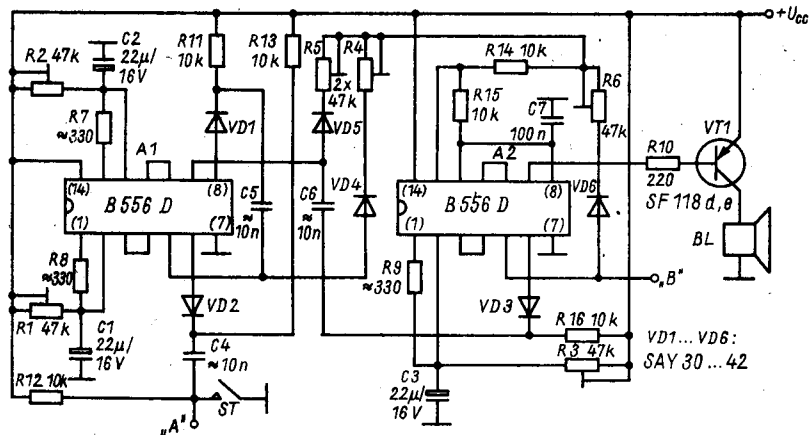 +Ucc
R2 47k
C2
22µ/
16V
R11
10k
R13
10k
R5
R4
2x
47k
R14 10k
R15
10k
C7
100n
R6
47k
VT1
R7
≈330
A1
VD1
VD5
A2
R10
220
SF 118 d,e
(14)
(8)
B 556 D
(1)
(7)
C5
≈10n
C6
≈
10n
VD4
(14)
(8)
B 556 D
(1)
(7)
VD6
BL
R8
≈330
VD2
R9
≈330
VD3
„B"
R1 47k
C1
22µ/
16V
C4
≈10n
R16 10k
R3 47k
VD1...VD6:
SAY 30...42
R12 10k
ST
„A"
C3
22µ/
16V